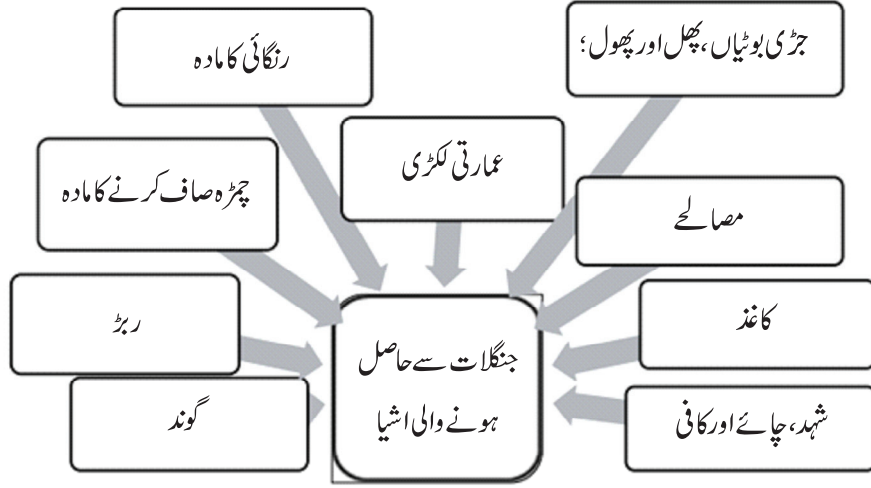 جڑی بوٹیاں، پھل اور پھول؛
رنگائی کا مادہ
عمارتی لکڑی
چمڑہ صاف کرنے کا مادہ
مصالحے
ربڑ
کاغذ
جنگلات سے حاصل
ہونے والی اشیا
گوند
شہد، چائے اور کافی